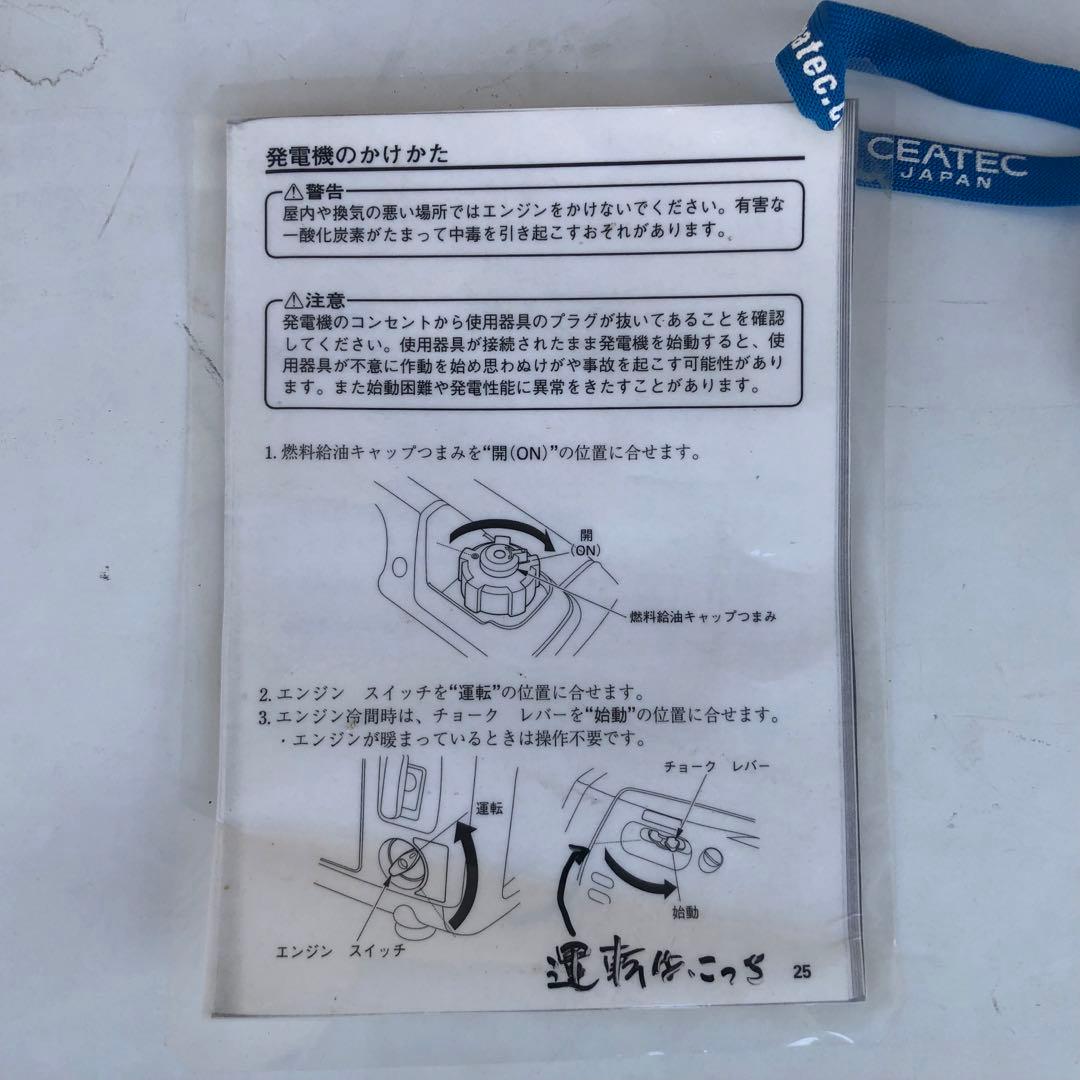 eatec.c
CEATEC
JAPAN
発電機のかけかた
⚠警告
屋内や換気の悪い場所ではエンジンをかけないでください。有害な
一酸化炭素がたまって中毒を引き起こすおそれがあります。
⚠注意
発電機のコンセントから使用器具のプラグが抜いてあることを確認
してください。使用器具が接続されたまま発電機を始動すると、使
用器具が不意に作動を始め思わぬけがや事故を起こす可能性があり
ます。また始動困難や発電性能に異常をきたすことがあります。
1. 燃料給油キャップつまみを“開(ON)”の位置に合せます。
開
(ON)
燃料給油キャップつまみ
2. エンジン　スイッチを“運転”の位置に合せます。
3. エンジン冷間時は、チョーク　レバーを“始動”の位置に合せます。
・エンジンが暖まっているときは操作不要です。
チョーク　レバー
運転
始動
エンジン　スイッチ
運転は、こっち
25